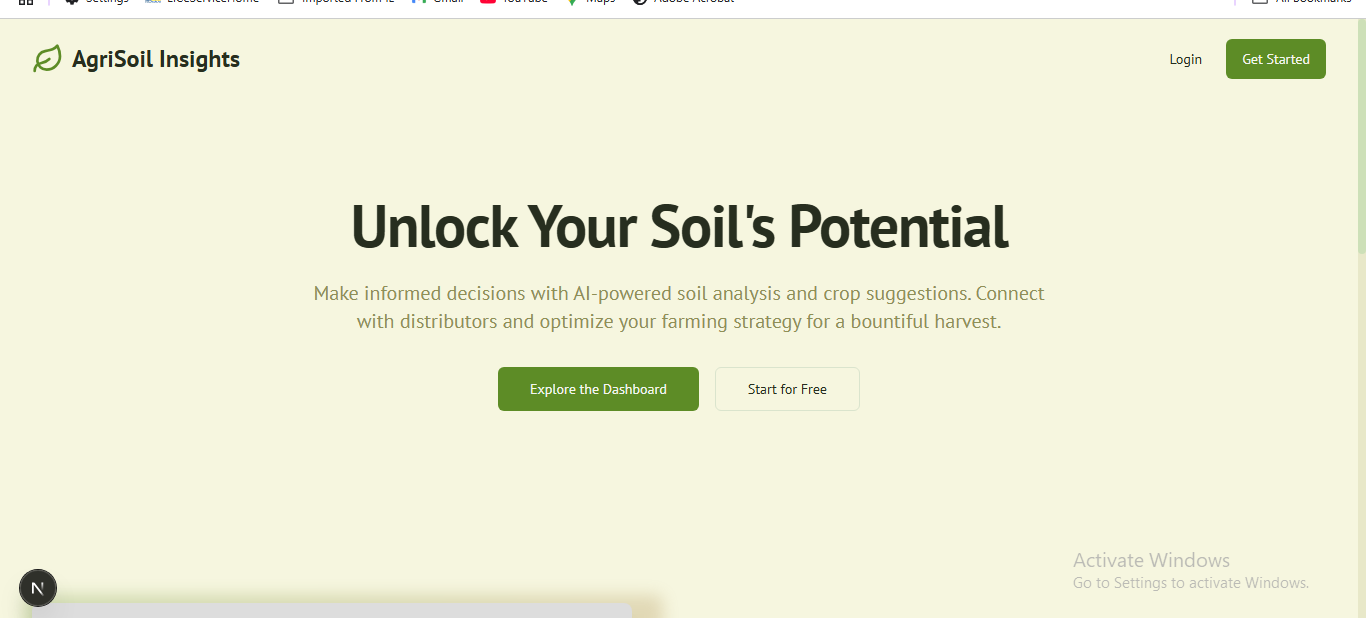 Settings
Imported From IE
Gmail
YouTube
Maps
Adobe Acrobat
All Bookmarks
AgriSoil Insights
Login
Get Started
Unlock Your Soil's Potential
Make informed decisions with AI-powered soil analysis and crop suggestions. Connect
with distributors and optimize your farming strategy for a bountiful harvest.
Explore the Dashboard
Start for Free
Activate Windows
Go to Settings to activate Windows.
N